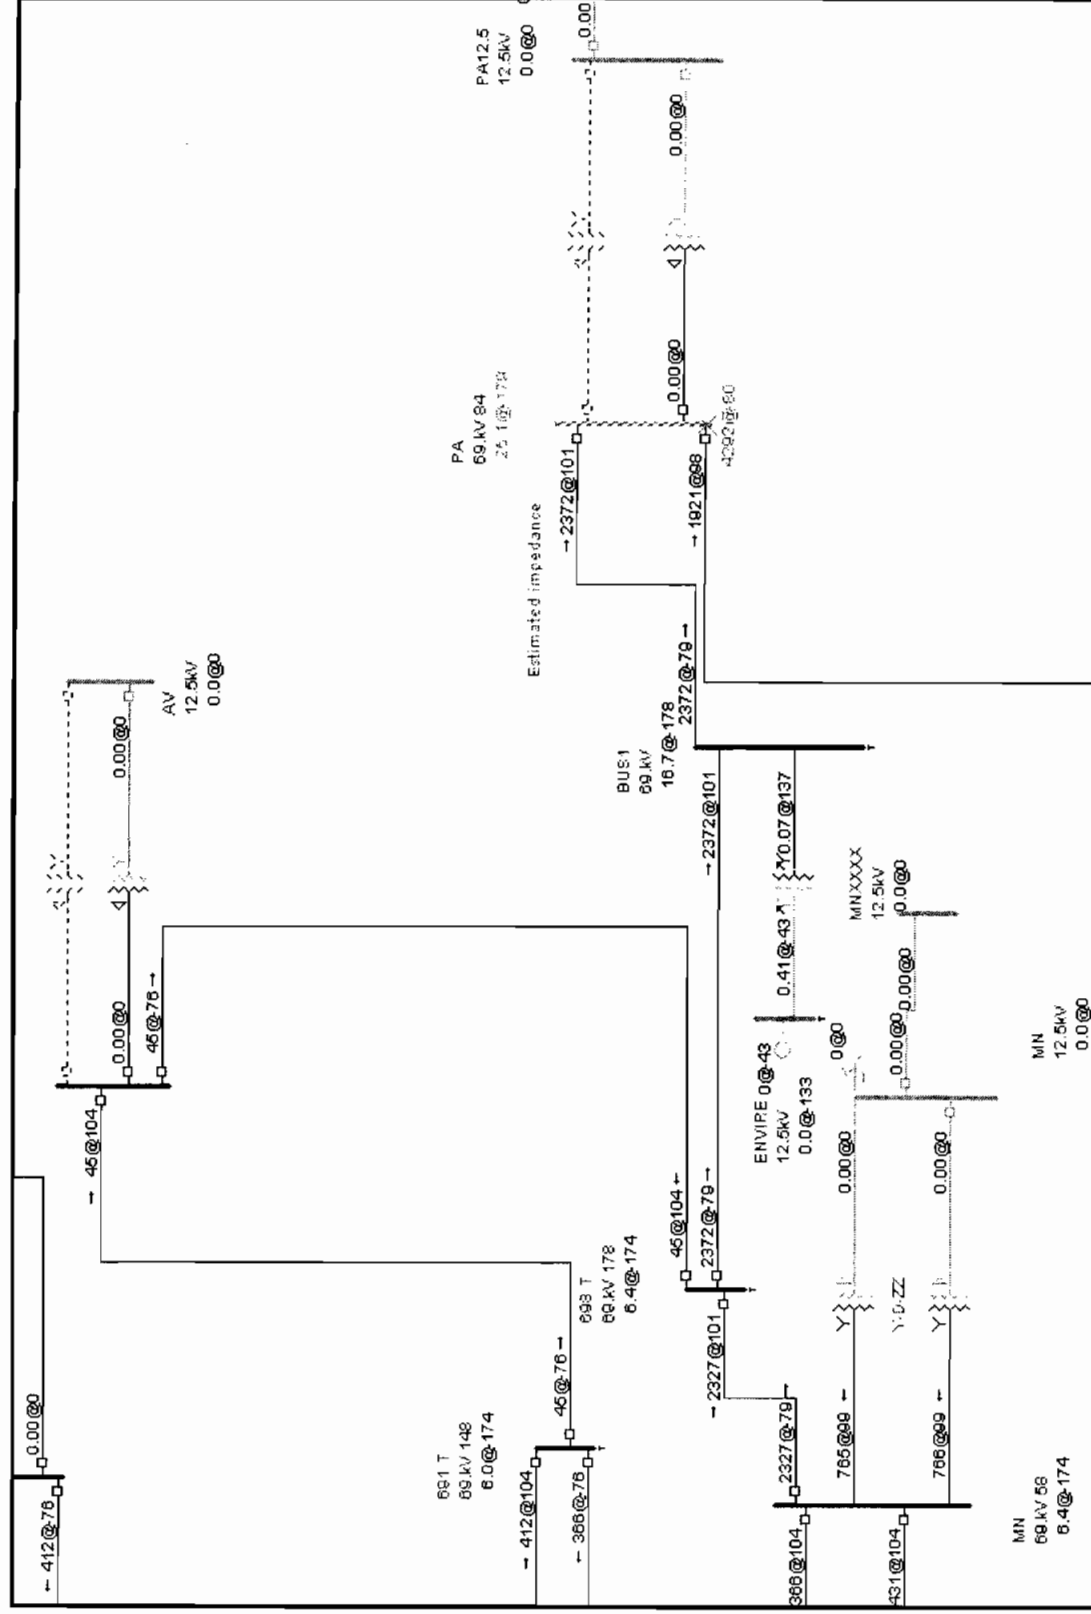 PA12.5
12.5kV
0.0@0
0.00
0.00@0
PA
69.kV 84
0.00@0
→ 2372@101
→ 1921@98
4292@-80
Estimated impedance
AV
12.5kV
0.0@0
0.00@0
0.00@0
45@-76 →
→ 45@104
BUS1
69.kV
16.7@-178
2372@-79 →
→ 2372@101
0.07@137
0.41@-43
MNXXXX
12.5kV
0.0@0
0.00@0
0.00@0
ENVIRE 0@-43
12.5kV
0.0@-133
0@0
MN
12.5kV
0.0@0
45@104 ←
2372@-79 →
→ 2327@101
2327@-79 →
693 T
69.kV 178
6.4@-174
45@-76 →
691 T
69.kV 148
6.0@-174
→ 412@104
← 366@-76
0.00@0
← 412@-76
0.00@0
0.00@0
Y
Y
765@99 ←
766@99 ←
366@104
431@104
MN
69.kV 58
6.4@-174